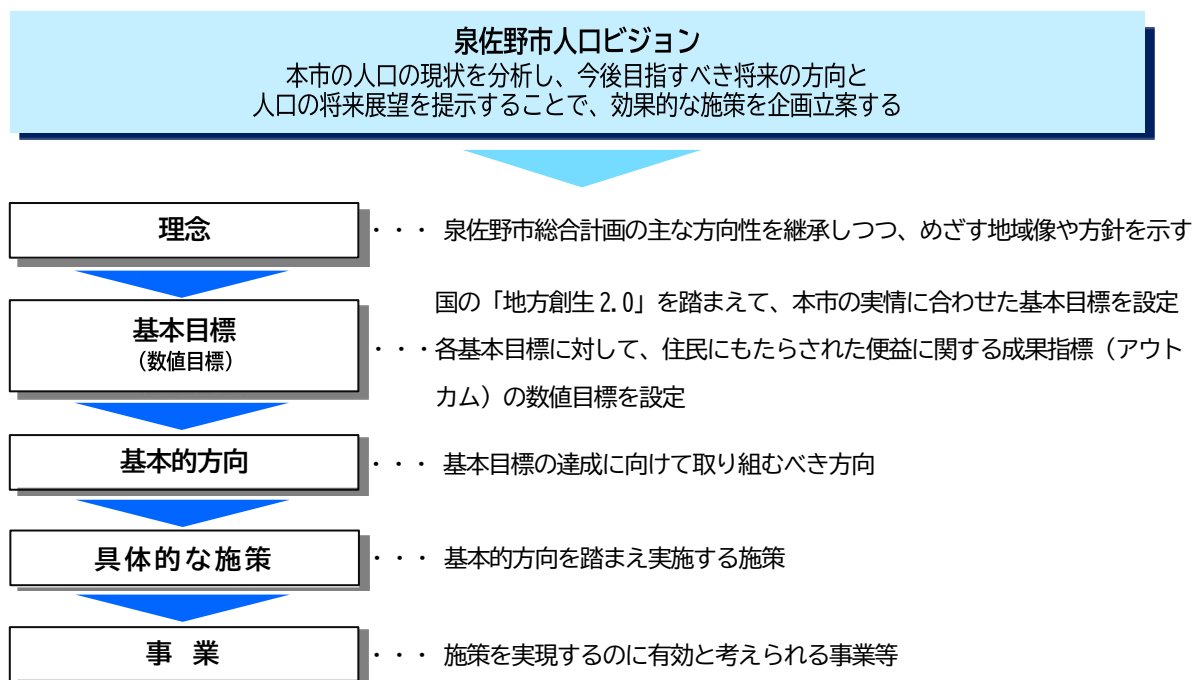 泉佐野市人口ビジョン
本市の人口の現状を分析し、今後目指すべき将来の方向と
人口の将来展望を提示することで、効果的な施策を企画立案する
理念
・・・ 泉佐野市総合計画の主な方向性を継承しつつ、めざす地域像や方針を示す
基本目標
（数値目標）
国の「地方創生 2.0」を踏まえて、本市の実情に合わせた基本目標を設定
・・・各基本目標に対して、住民にもたらされた便益に関する成果指標（アウト
カム）の数値目標を設定
基本的方向
・・・ 基本目標の達成に向けて取り組むべき方向
具体的な施策
・・・ 基本的方向を踏まえ実施する施策
事 業
・・・ 施策を実現するのに有効と考えられる事業等